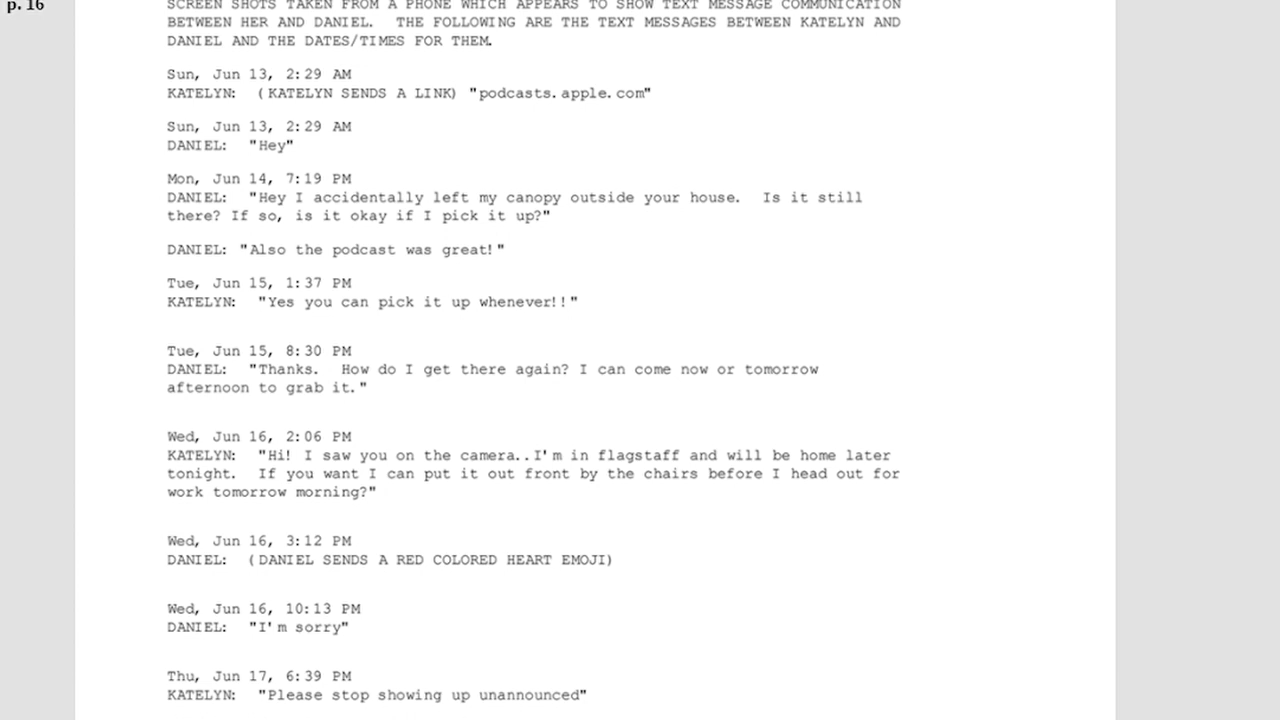 p. 16
SCREEN SHOTS TAKEN FROM A PHONE WHICH APPEARS TO SHOW TEXT MESSAGE COMMUNICATION
BETWEEN HER AND DANIEL.  THE FOLLOWING ARE THE TEXT MESSAGES BETWEEN KATELYN AND
DANIEL AND THE DATES/TIMES FOR THEM.
Sun, Jun 13, 2:29 AM
KATELYN:  (KATELYN SENDS A LINK) "podcasts.apple.com"
Sun, Jun 13, 2:29 AM
DANIEL:  "Hey"
Mon, Jun 14, 7:19 PM
DANIEL:  "Hey I accidentally left my canopy outside your house.  Is it still
there? If so, is it okay if I pick it up?"
DANIEL: "Also the podcast was great!"
Tue, Jun 15, 1:37 PM
KATELYN:  "Yes you can pick it up whenever!!"
Tue, Jun 15, 8:30 PM
DANIEL:  "Thanks.  How do I get there again? I can come now or tomorrow
afternoon to grab it."
Wed, Jun 16, 2:06 PM
KATELYN:  "Hi! I saw you on the camera..I'm in flagstaff and will be home later
tonight.  If you want I can put it out front by the chairs before I head out for
work tomorrow morning?"
Wed, Jun 16, 3:12 PM
DANIEL:  (DANIEL SENDS A RED COLORED HEART EMOJI)
Wed, Jun 16, 10:13 PM
DANIEL:  "I'm sorry"
Thu, Jun 17, 6:39 PM
KATELYN:  "Please stop showing up unannounced"